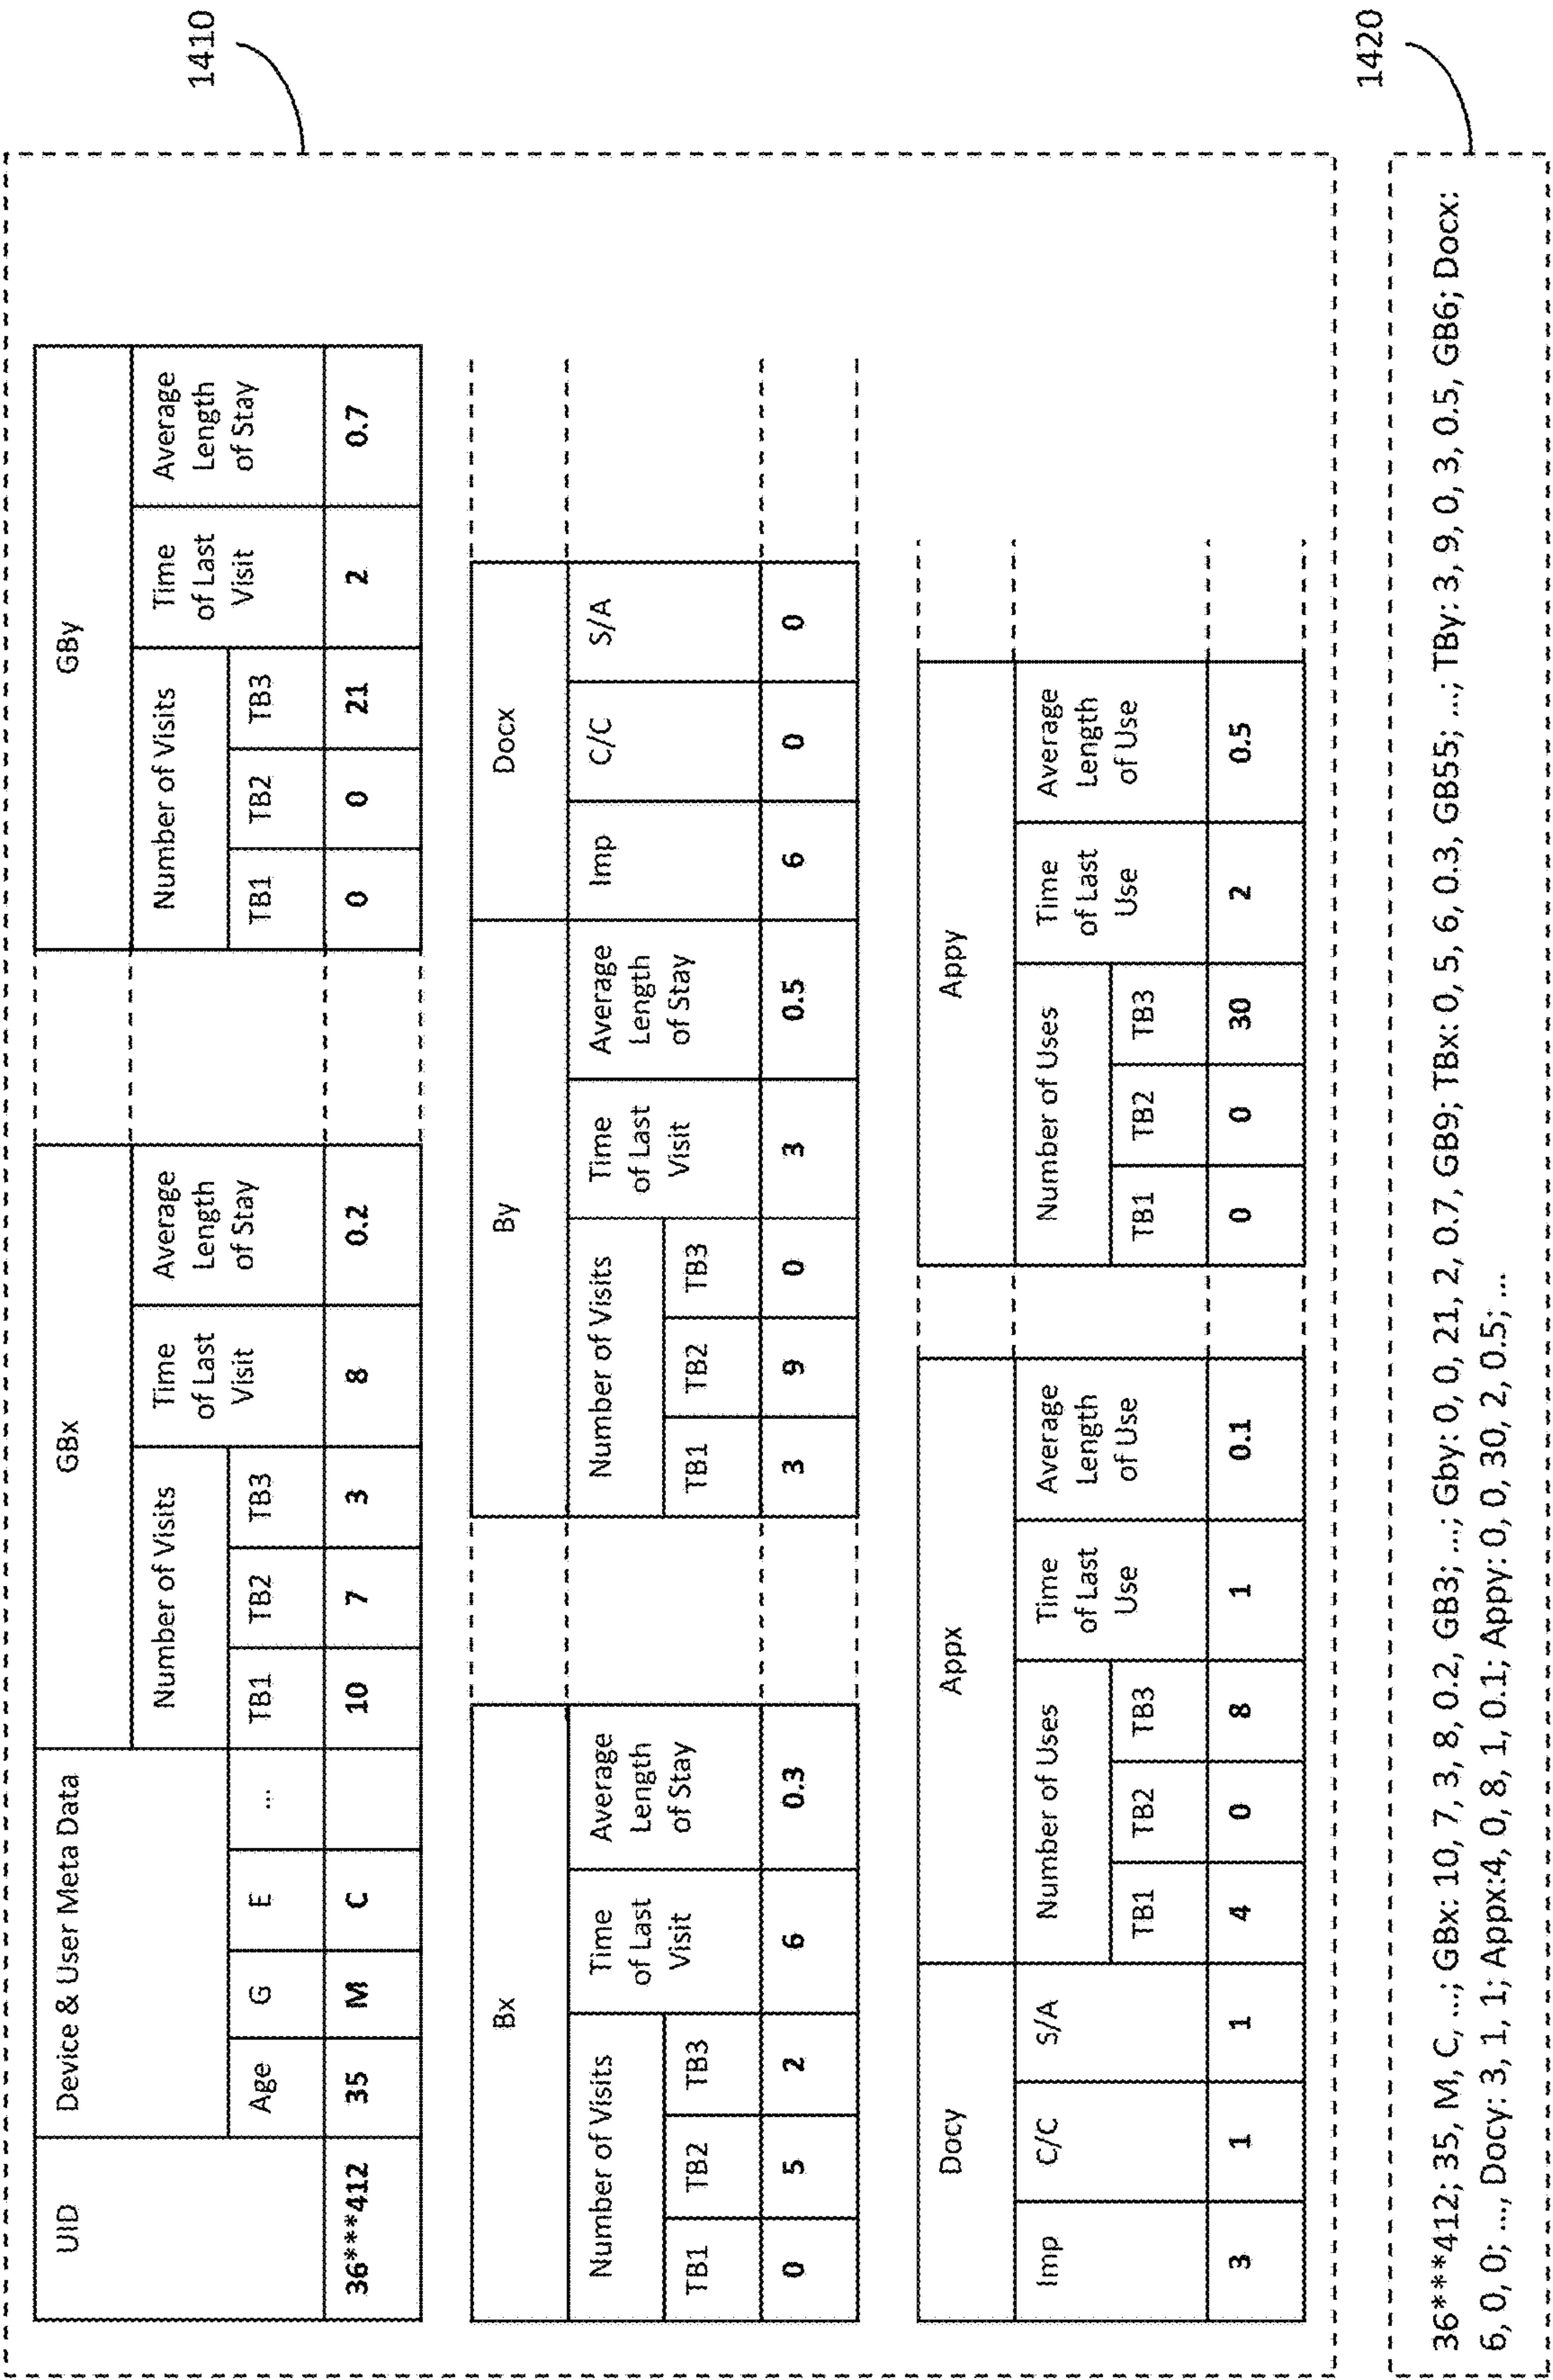 1410
UID Device & User Meta Data GBx GBy
Number of Visits Time of Last Visit Average Length of Stay Number of Visits Time of Last Visit Average Length of Stay
Age G E ... TB1 TB2 TB3 TB1 TB2 TB3
36***412 35 M C 10 7 3 8 0.2 0 0 21 2 0.7
Bx By Docx
Number of Visits Time of Last Visit Average Length of Stay Number of Visits Time of Last Visit Average Length of Stay Imp C/C S/A
TB1 TB2 TB3 TB1 TB2 TB3
0 5 2 6 0.3 3 9 0 3 0.5 6 0 0
Docy Appx Appy
Imp C/C S/A Number of Uses Time of Last Use Average Length of Use Number of Uses Time of Last Use Average Length of Use
TB1 TB2 TB3 TB1 TB2 TB3
3 1 1 4 0 8 1 0.1 0 0 30 2 0.5
1420
36***412; 35, M, C, ...; GBx: 10, 7, 3, 8, 0.2, GB3; ...; Gby: 0, 0, 21, 2, 0.7, GB9; TBx: 0, 5, 6, 0.3, GB55; ...; TBy: 3, 9, 0, 3, 0.5, GB6; Docx:
6, 0, 0; ..., Docy: 3, 1, 1; Appx:4, 0, 8, 1, 0.1; Appy: 0, 0, 30, 2, 0.5; ...